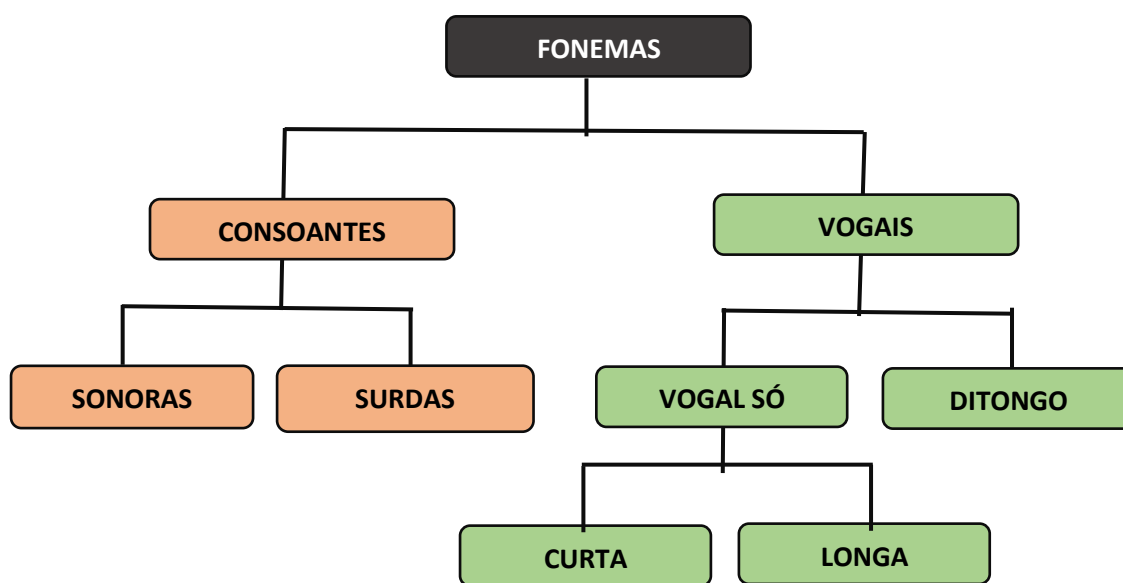 FONEMAS
CONSOANTES
VOGAIS
SONORAS
SURDAS
VOGAL SÓ
DITONGO
CURTA
LONGA